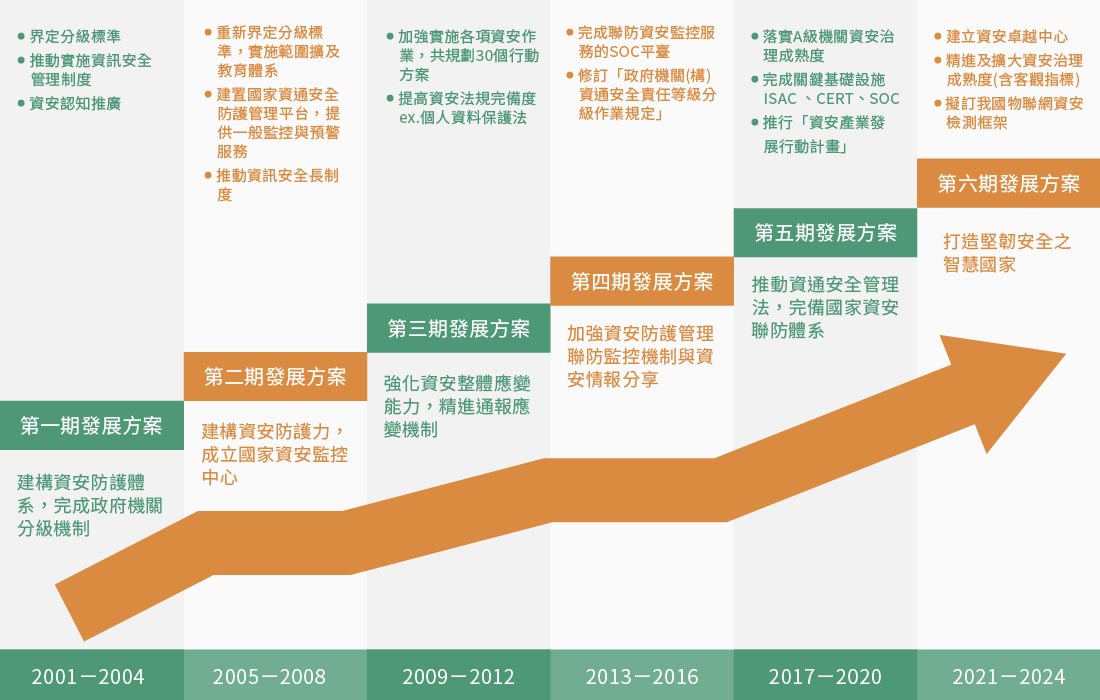 界定分級標準
推動實施資訊安全
管理制度
資安認知推廣
第一期發展方案
建構資安防護體
系，完成政府機關
分級機制
2001－2004
重新界定分級標
準，實施範圍擴及
教育體系
建置國家資通安全
防護管理平台，提
供一般監控與預警
服務
推動資訊安全長制
度
第二期發展方案
建構資安防護力，
成立國家資安監控
中心
2005－2008
加強實施各項資安作
業，共規劃30個行動
方案
提高資安法規完備度
ex.個人資料保護法
第三期發展方案
強化資安整體應變
能力，精進通報應
變機制
2009－2012
完成聯防資安監控服
務的SOC平臺
修訂「政府機關(構)
資通安全責任等級分
級作業規定」
第四期發展方案
加強資安防護管理
聯防監控機制與資
安情報分享
2013－2016
落實A級機關資安治
理成熟度
完成關鍵基礎設施
ISAC、CERT、SOC
推行「資安產業發
展行動計畫」
第五期發展方案
推動資通安全管理
法，完備國家資安
聯防體系
2017－2020
建立資安卓越中心
精進及擴大資安治理
成熟度(含客觀指標)
擬訂我國物聯網資安
檢測框架
第六期發展方案
打造堅韌安全之
智慧國家
2021－2024